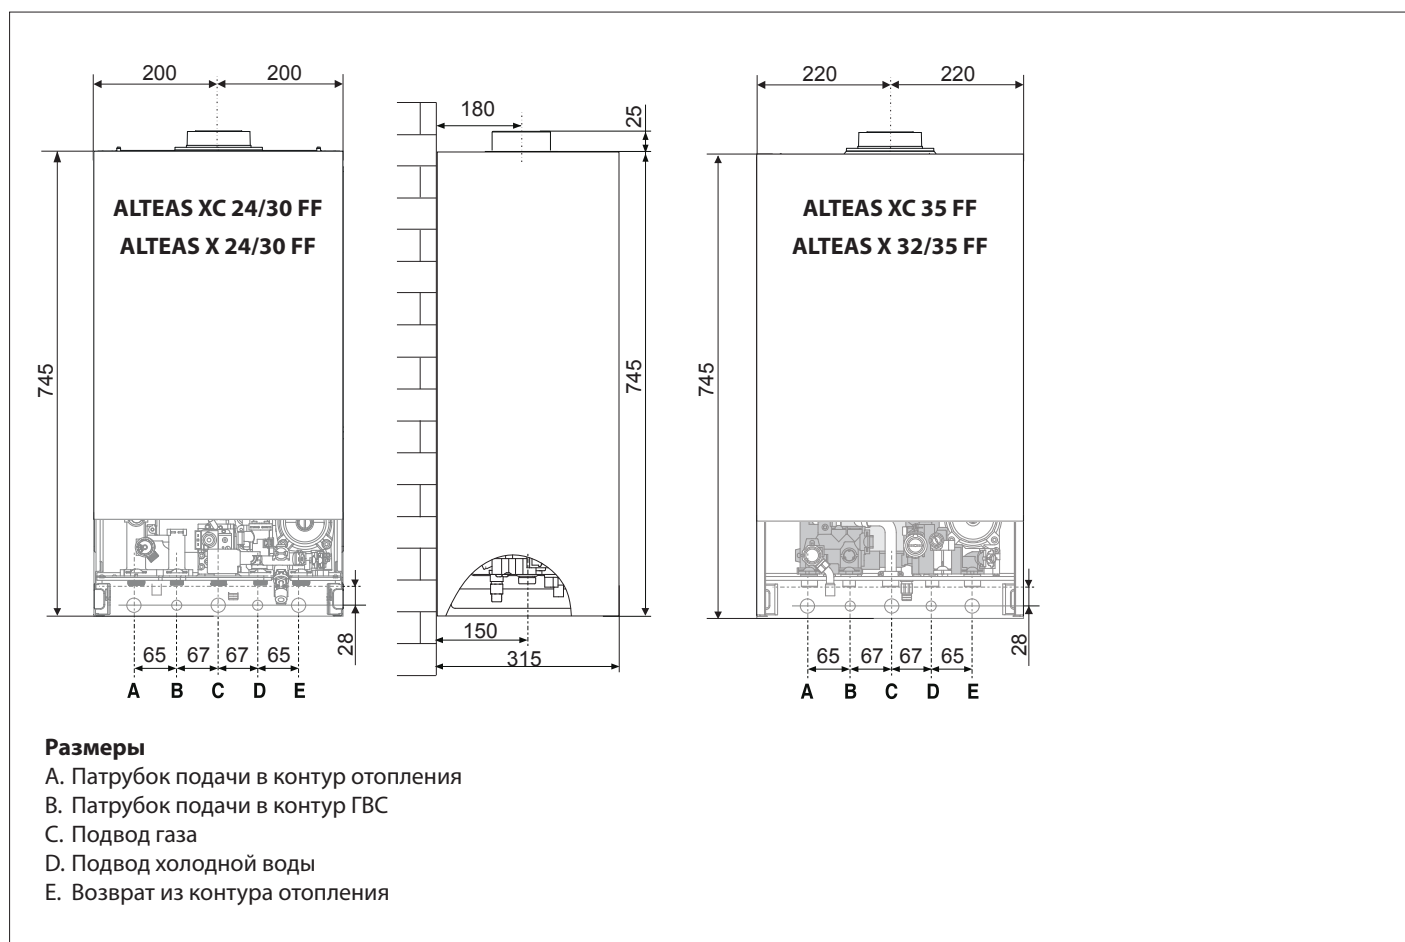 200 200
180
25
220 220
ALTEAS XC 24/30 FF
ALTEAS X 24/30 FF
ALTEAS XC 35 FF
ALTEAS X 32/35 FF
745
745
745
28
28
150
315
65 67 67 65
A B C D E
65 67 67 65
A B C D E
Размеры
A. Патрубок подачи в контур отопления
B. Патрубок подачи в контур ГВС
C. Подвод газа
D. Подвод холодной воды
E. Возврат из контура отопления